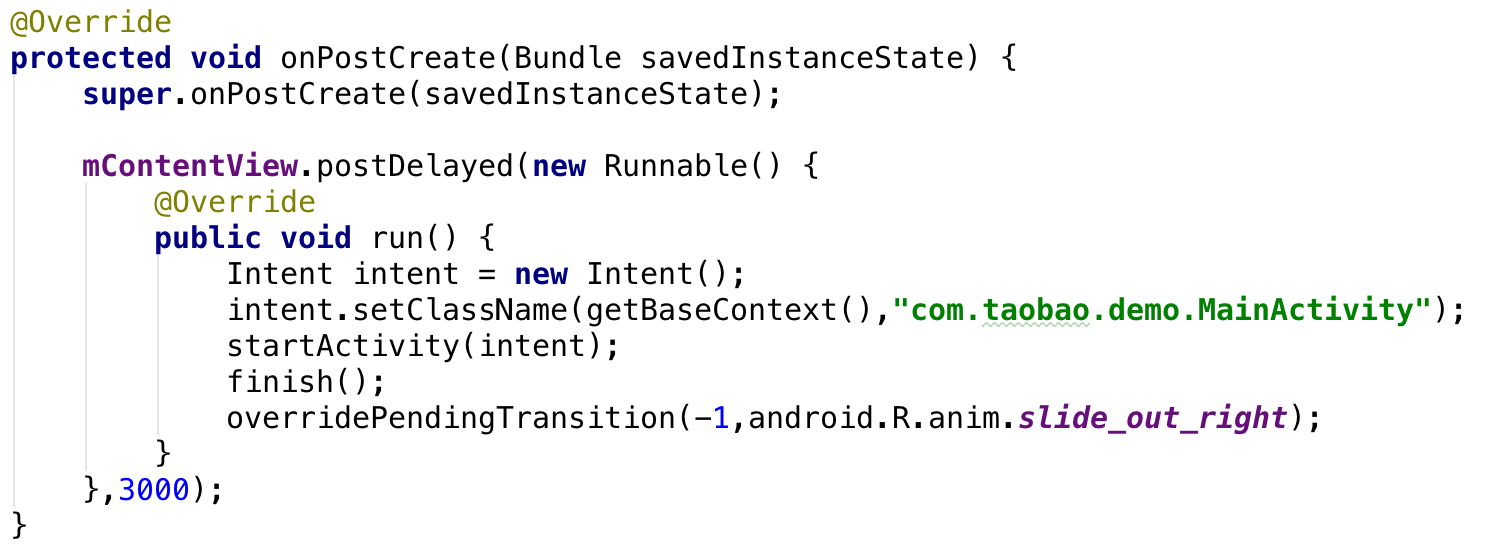 @Override
protected void onPostCreate(Bundle savedInstanceState) {
    super.onPostCreate(savedInstanceState);

    mContentView.postDelayed(new Runnable() {
        @Override
        public void run() {
            Intent intent = new Intent();
            intent.setClassName(getBaseContext(),"com.taobao.demo.MainActivity");
            startActivity(intent);
            finish();
            overridePendingTransition(-1,android.R.anim.slide_out_right);
        }
    },3000);
}